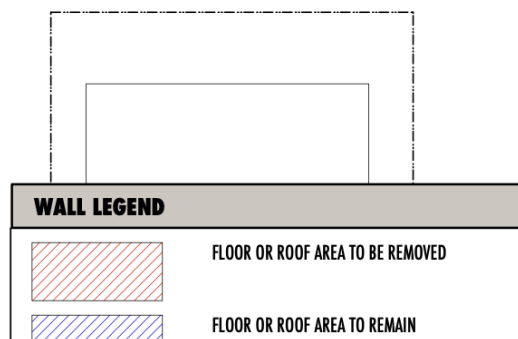 WALL LEGEND
FLOOR OR ROOF AREA TO BE REMOVED
FLOOR OR ROOF AREA TO REMAIN